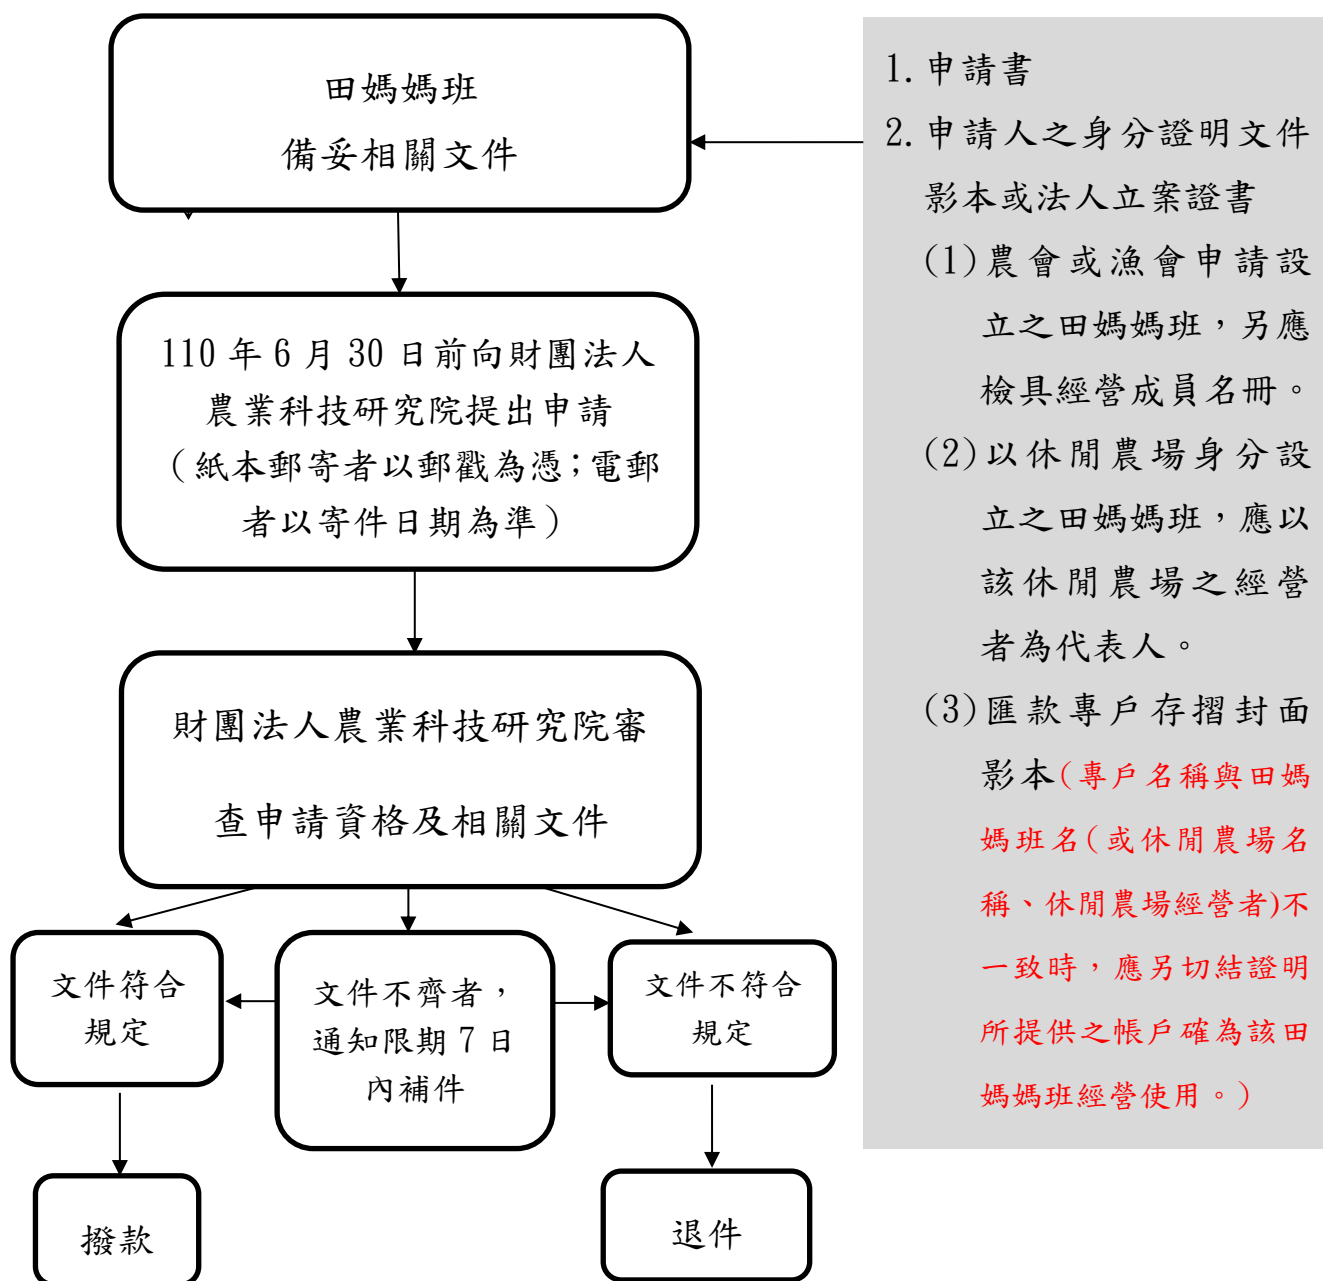 田媽媽班
備妥相關文件
110 年 6 月 30 日前向財團法人
農業科技研究院提出申請
（紙本郵寄者以郵戳為憑；電郵
者以寄件日期為準）
財團法人農業科技研究院審
查申請資格及相關文件
文件符合
規定
文件不齊者，
通知限期 7 日
內補件
文件不符合
規定
撥款
退件
1. 申請書
2. 申請人之身分證明文件
影本或法人立案證書
(1)農會或漁會申請設
立之田媽媽班，另應
檢具經營成員名冊。
(2)以休閒農場身分設
立之田媽媽班，應以
該休閒農場之經營
者為代表人。
(3)匯款專戶存摺封面
影本(專戶名稱與田媽
媽班名(或休閒農場名
稱、休閒農場經營者)不
一致時，應另切結證明
所提供之帳戶確為該田
媽媽班經營使用。)